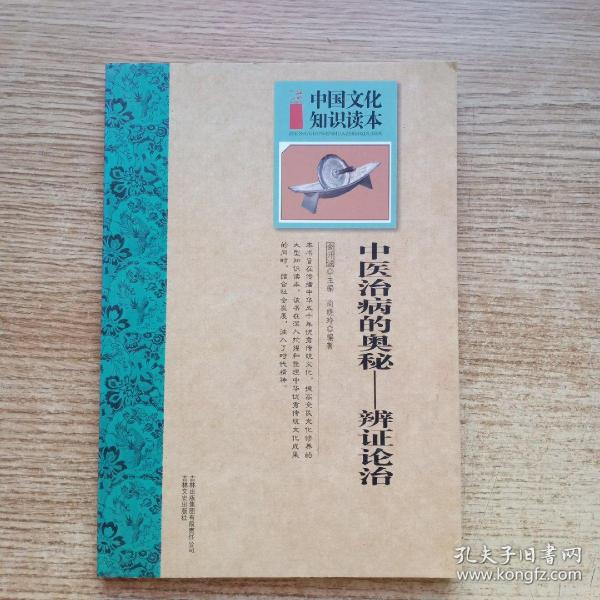 中国文化
知识读本
中医治病的奥秘——辨证论治
金开诚◎主编 尚晓玲◎编著
本书旨在传播中华五千年优秀传统文化，提高全民文化修养的
大型知识读本。该书在深入挖掘和整理中华优秀传统文化成果
的同时，结合社会发展，注入了时代精神。
吉林出版集团有限责任公司
吉林文史出版社
孔夫子旧书网
www.kongfz.com